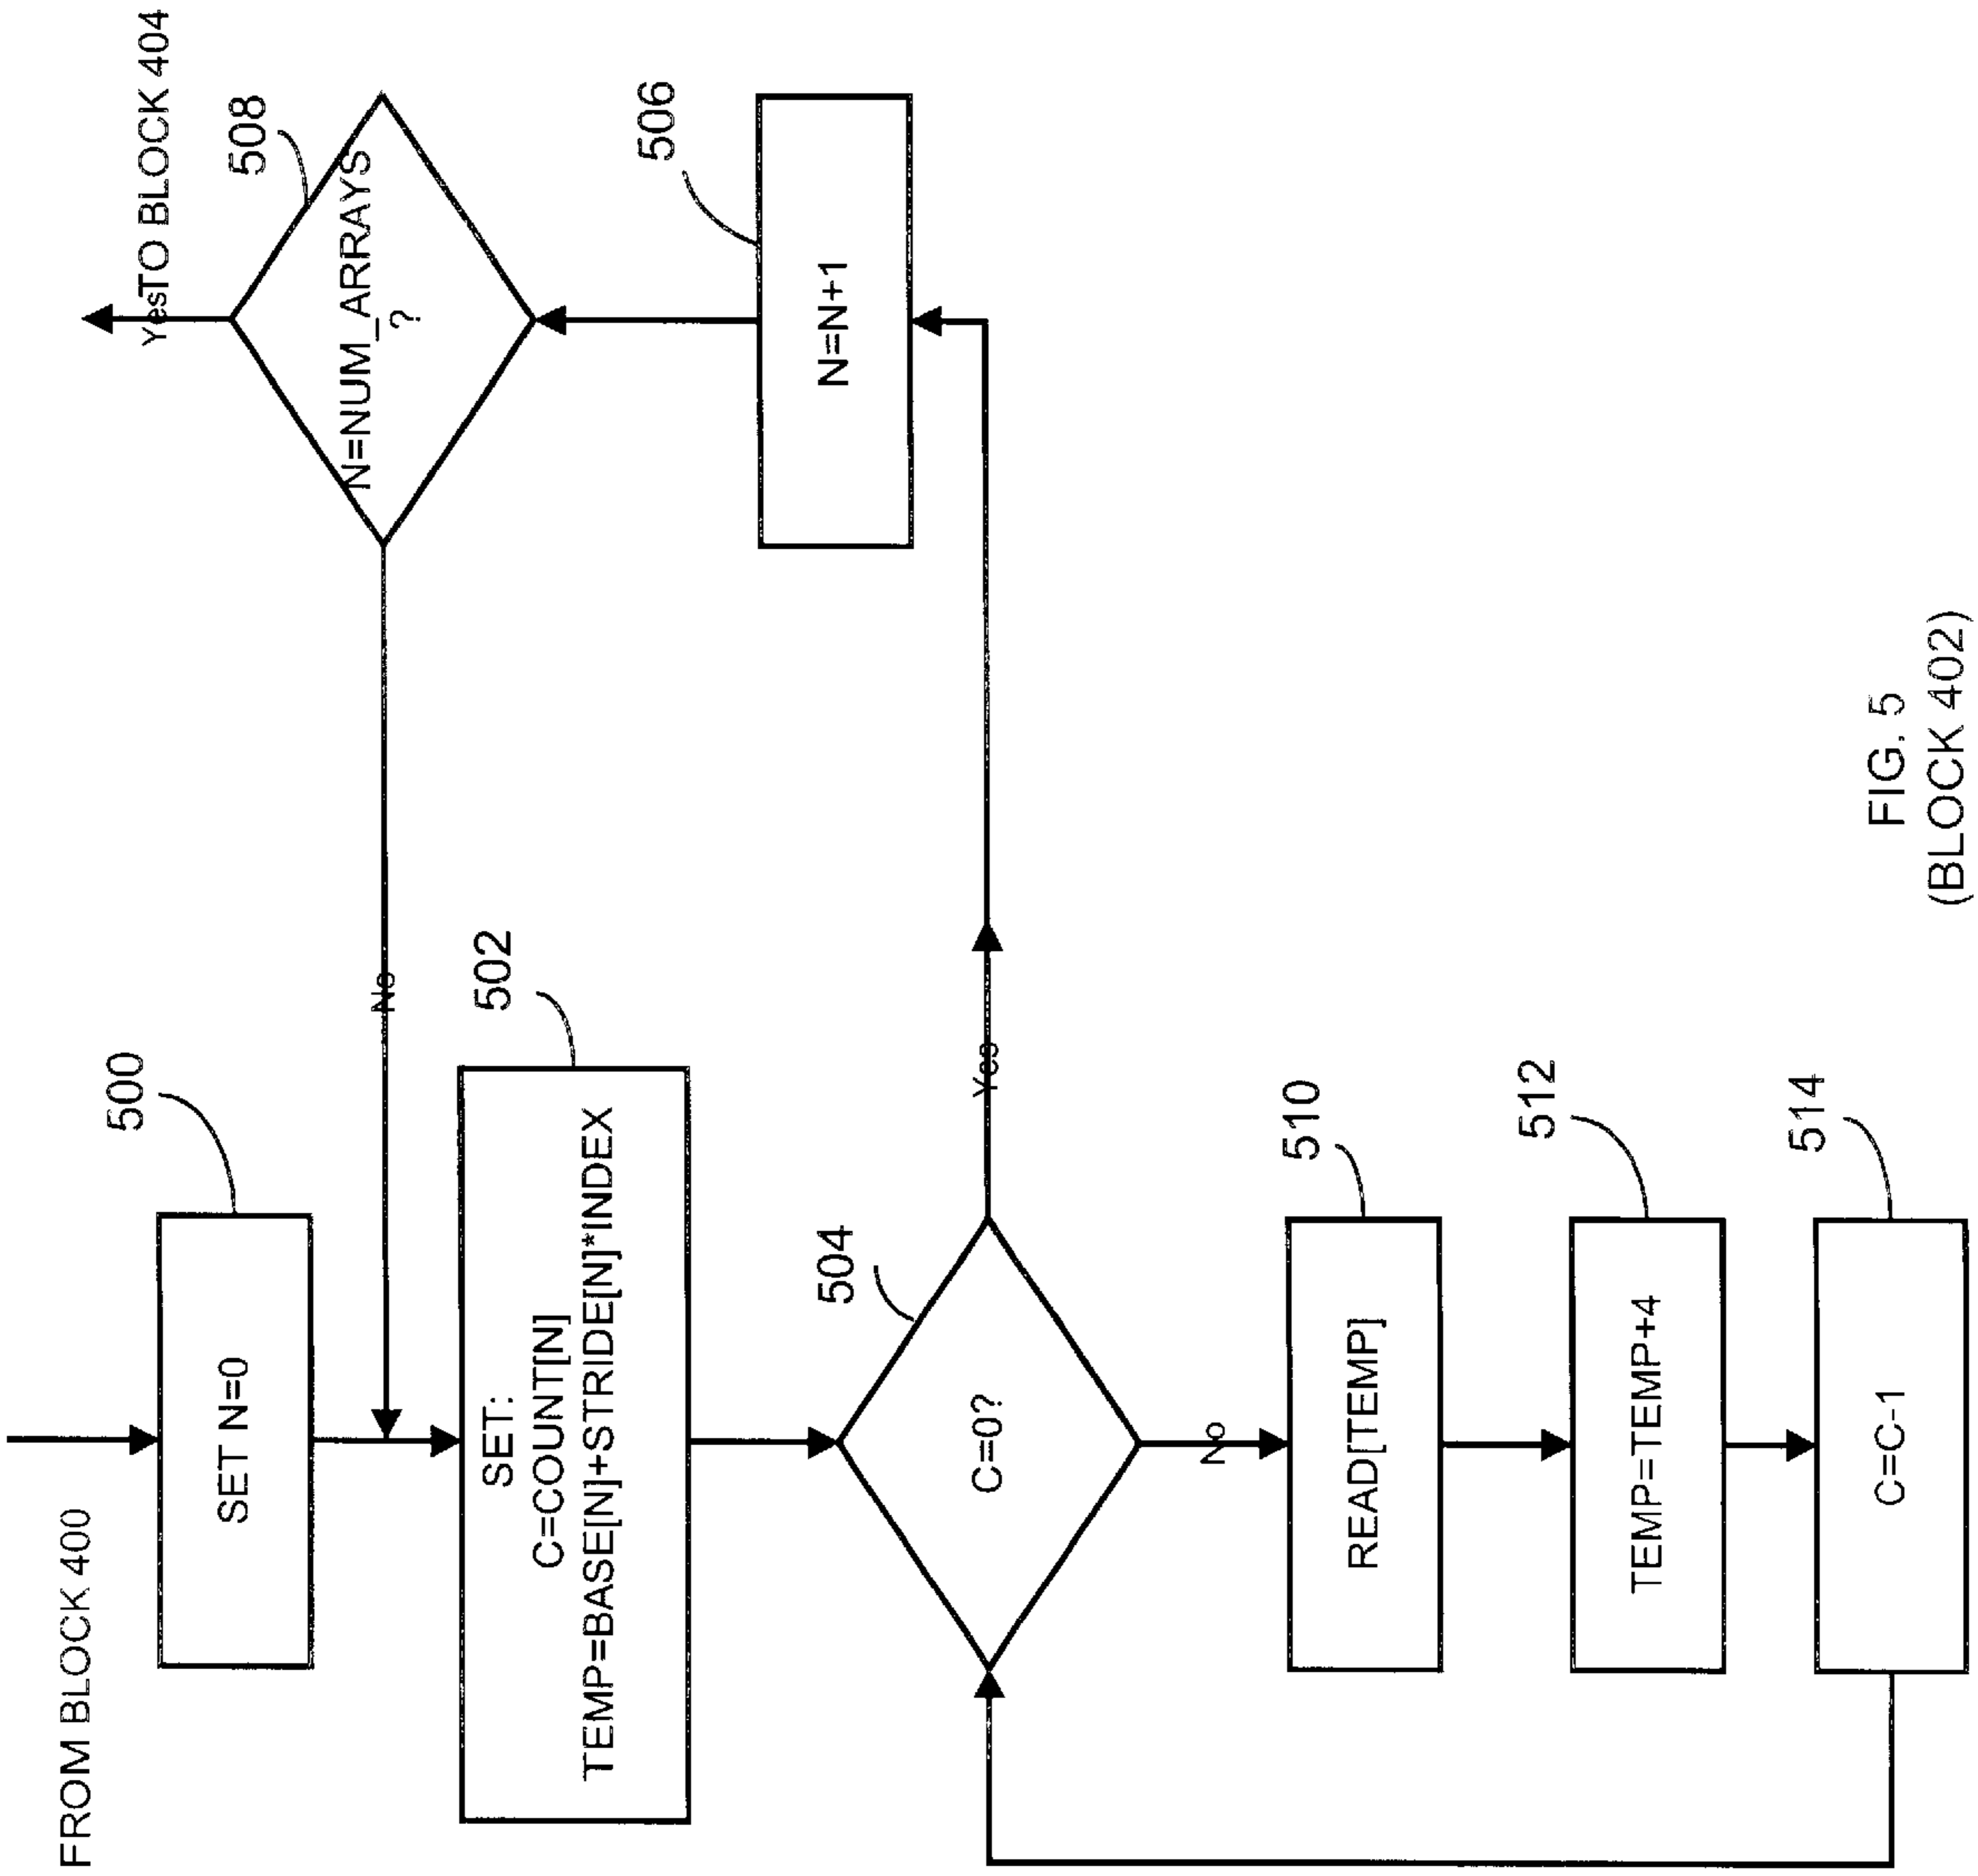 FROM BLOCK 400
500
SET N=0
502
SET:
C=COUNT[N]
TEMP=BASE[N]+STRIDE[N]*INDEX
504
C=0?
Yes
No
510
READ[TEMP]
512
TEMP=TEMP+4
514
C=C-1
506
N=N+1
508
N=NUM_ARRAYS
?
No
Yes
TO BLOCK 404
FIG. 5
(BLOCK 402)